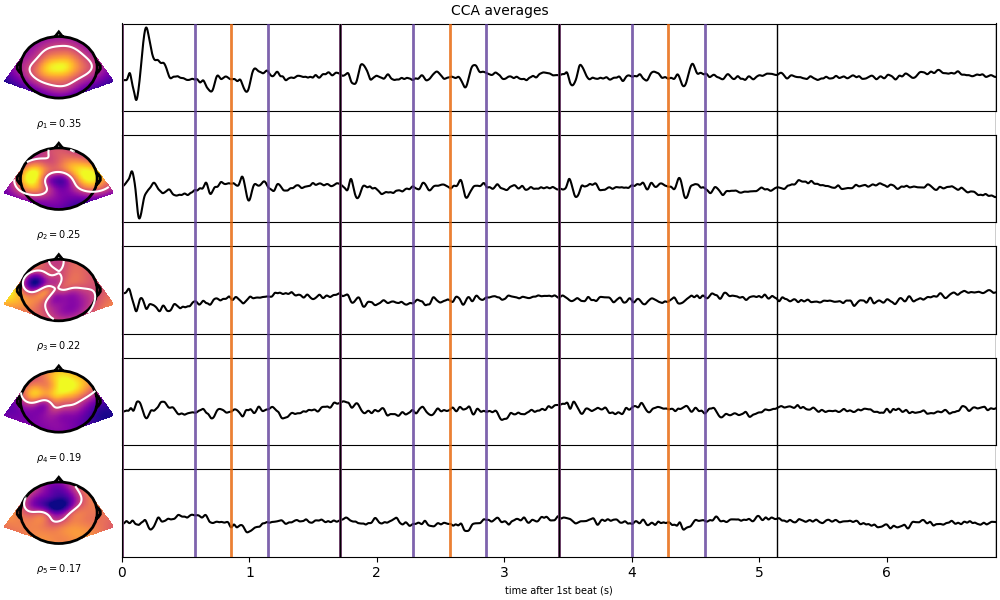 CCA averages
ρ₁ = 0.35
ρ₂ = 0.25
ρ₃ = 0.22
ρ₄ = 0.19
ρ₅ = 0.17
0 1 2 3 4 5 6
time after 1st beat (s)